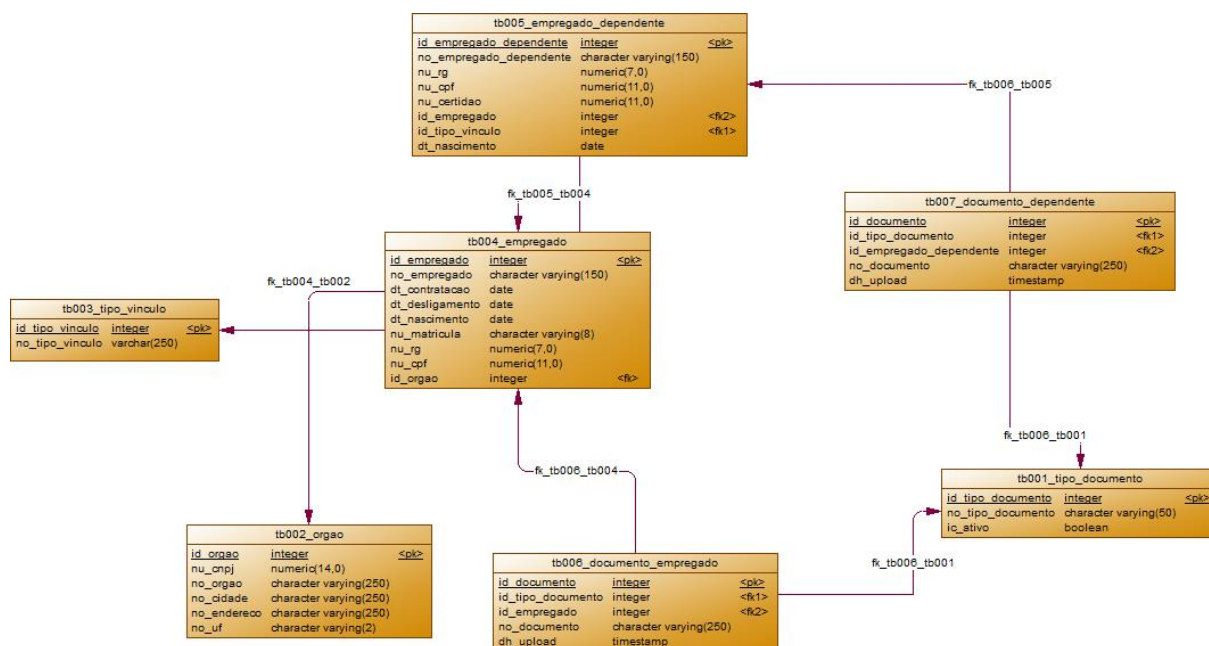 tb005_empregado_dependente
id_empregado_dependente integer <pk>
no_empregado_dependente character varying(150)
nu_rg numeric(7,0)
nu_cpf numeric(11,0)
nu_certidao numeric(11,0)
id_empregado integer <fk2>
id_tipo_vinculo integer <fk1>
dt_nascimento date
fk_tb006_tb005
fk_tb005_tb004
tb007_documento_dependente
id_documento integer <pk>
id_tipo_documento integer <fk1>
id_empregado_dependente integer <fk2>
no_documento character varying(250)
dh_upload timestamp
tb004_empregado
id_empregado integer <pk>
no_empregado character varying(150)
dt_contratacao date
dt_desligamento date
dt_nascimento date
nu_matricula character varying(8)
nu_rg numeric(7,0)
nu_cpf numeric(11,0)
id_orgao integer <fk>
fk_tb004_tb002
tb003_tipo_vinculo
id_tipo_vinculo integer <pk>
no_tipo_vinculo varchar(250)
fk_tb006_tb001
fk_tb006_tb004
tb001_tipo_documento
id_tipo_documento integer <pk>
no_tipo_documento character varying(50)
ic_ativo boolean
tb002_orgao
id_orgao integer <pk>
nu_cnpj numeric(14,0)
no_orgao character varying(250)
no_cidade character varying(250)
no_endereco character varying(250)
no_uf character varying(2)
tb006_documento_empregado
id_documento integer <pk>
id_tipo_documento integer <fk1>
id_empregado integer <fk2>
no_documento character varying(250)
dh_upload timestamp
fk_tb006_tb001